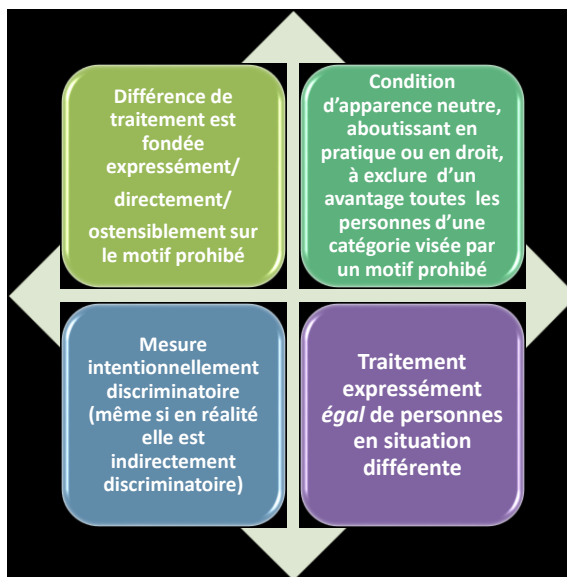 Différence de
traitement est
fondée
expressément/
directement/
ostensiblement sur
le motif prohibé
Condition
d'apparence neutre,
aboutissant en
pratique ou en droit,
à exclure d'un
avantage toutes les
personnes d'une
catégorie visée par
un motif prohibé
Mesure
intentionnellement
discriminatoire
(même si en réalité
elle est
indirectement
discriminatoire)
Traitement
expressément
égal de personnes
en situation
différente